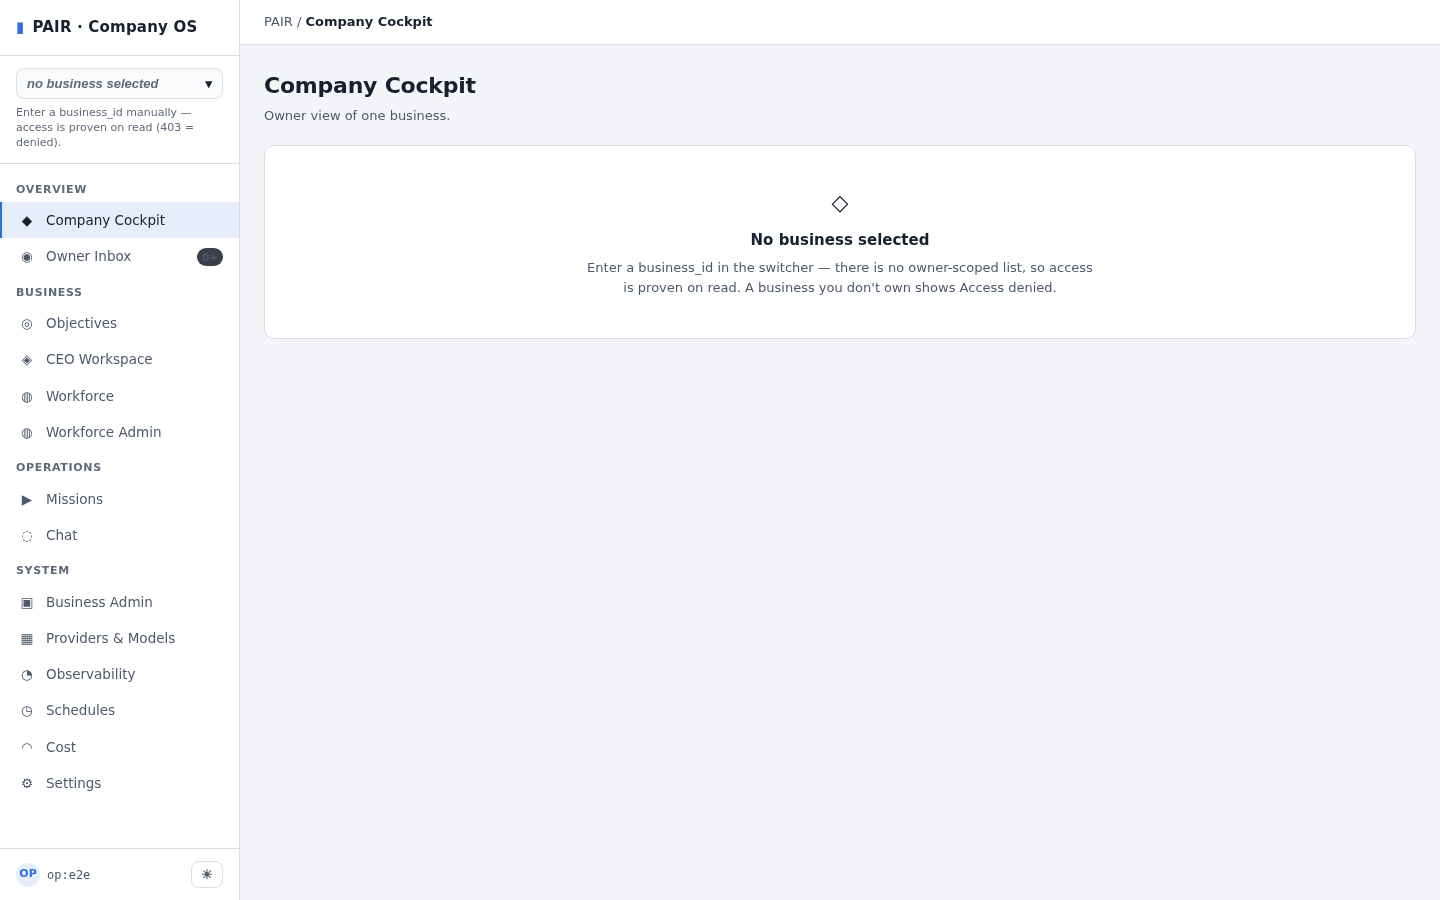 PAIR · Company OS
no business selected
Enter a business_id manually —
access is proven on read (403 =
denied).
OVERVIEW
Company Cockpit
Owner Inbox
0+
BUSINESS
Objectives
CEO Workspace
Workforce
Workforce Admin
OPERATIONS
Missions
Chat
SYSTEM
Business Admin
Providers & Models
Observability
Schedules
Cost
Settings
OP op:e2e
PAIR / Company Cockpit
Company Cockpit
Owner view of one business.
No business selected
Enter a business_id in the switcher — there is no owner-scoped list, so access
is proven on read. A business you don't own shows Access denied.